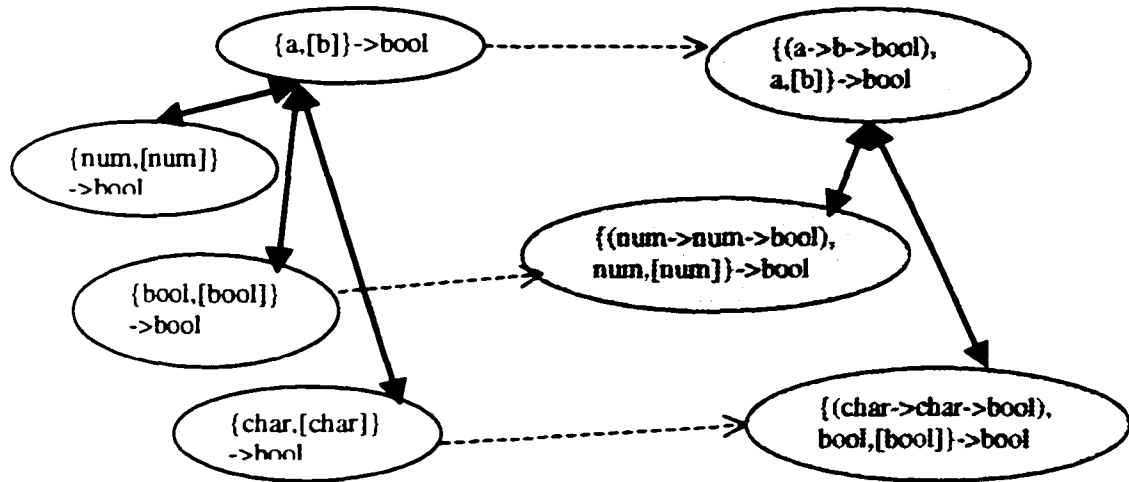 {a,[b]}->bool
{(a->b->bool),
a,[b]}->bool
{num,[num]}
->bool
{(num->num->bool),
num,[num]}->bool
{bool,[bool]}
->bool
{char,[char]}
->bool
{(char->char->bool),
bool,[bool]}->bool